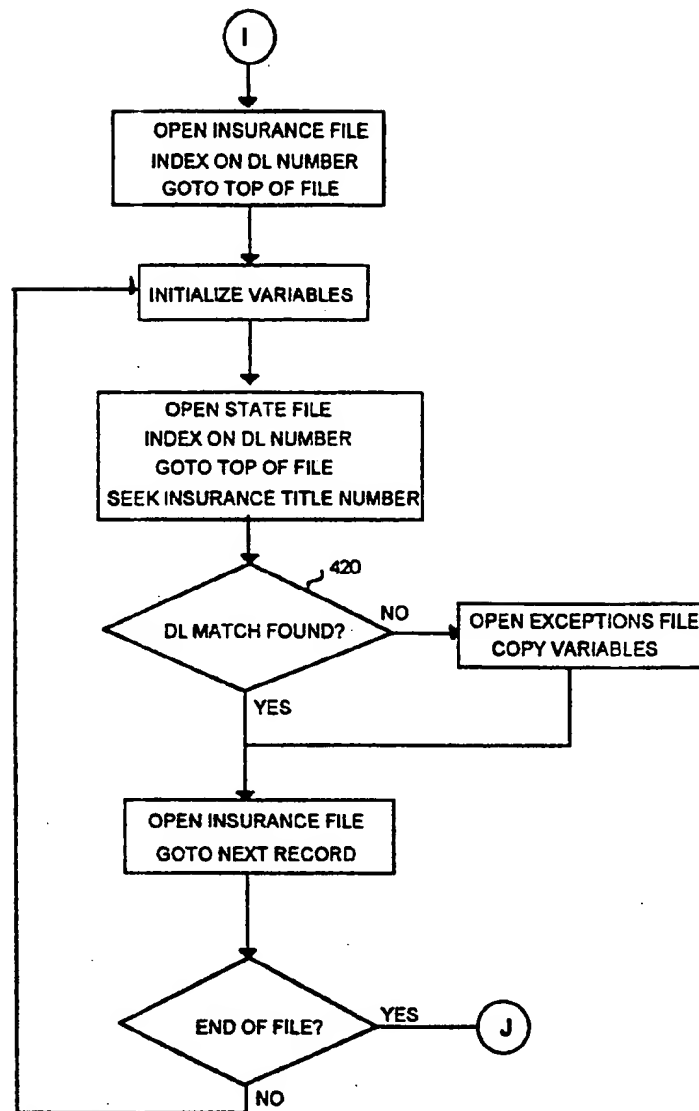 I
OPEN INSURANCE FILE
INDEX ON DL NUMBER
GOTO TOP OF FILE
INITIALIZE VARIABLES
OPEN STATE FILE
INDEX ON DL NUMBER
GOTO TOP OF FILE
SEEK INSURANCE TITLE NUMBER
420
DL MATCH FOUND?
NO
OPEN EXCEPTIONS FILE
COPY VARIABLES
YES
OPEN INSURANCE FILE
GOTO NEXT RECORD
END OF FILE?
YES
J
NO